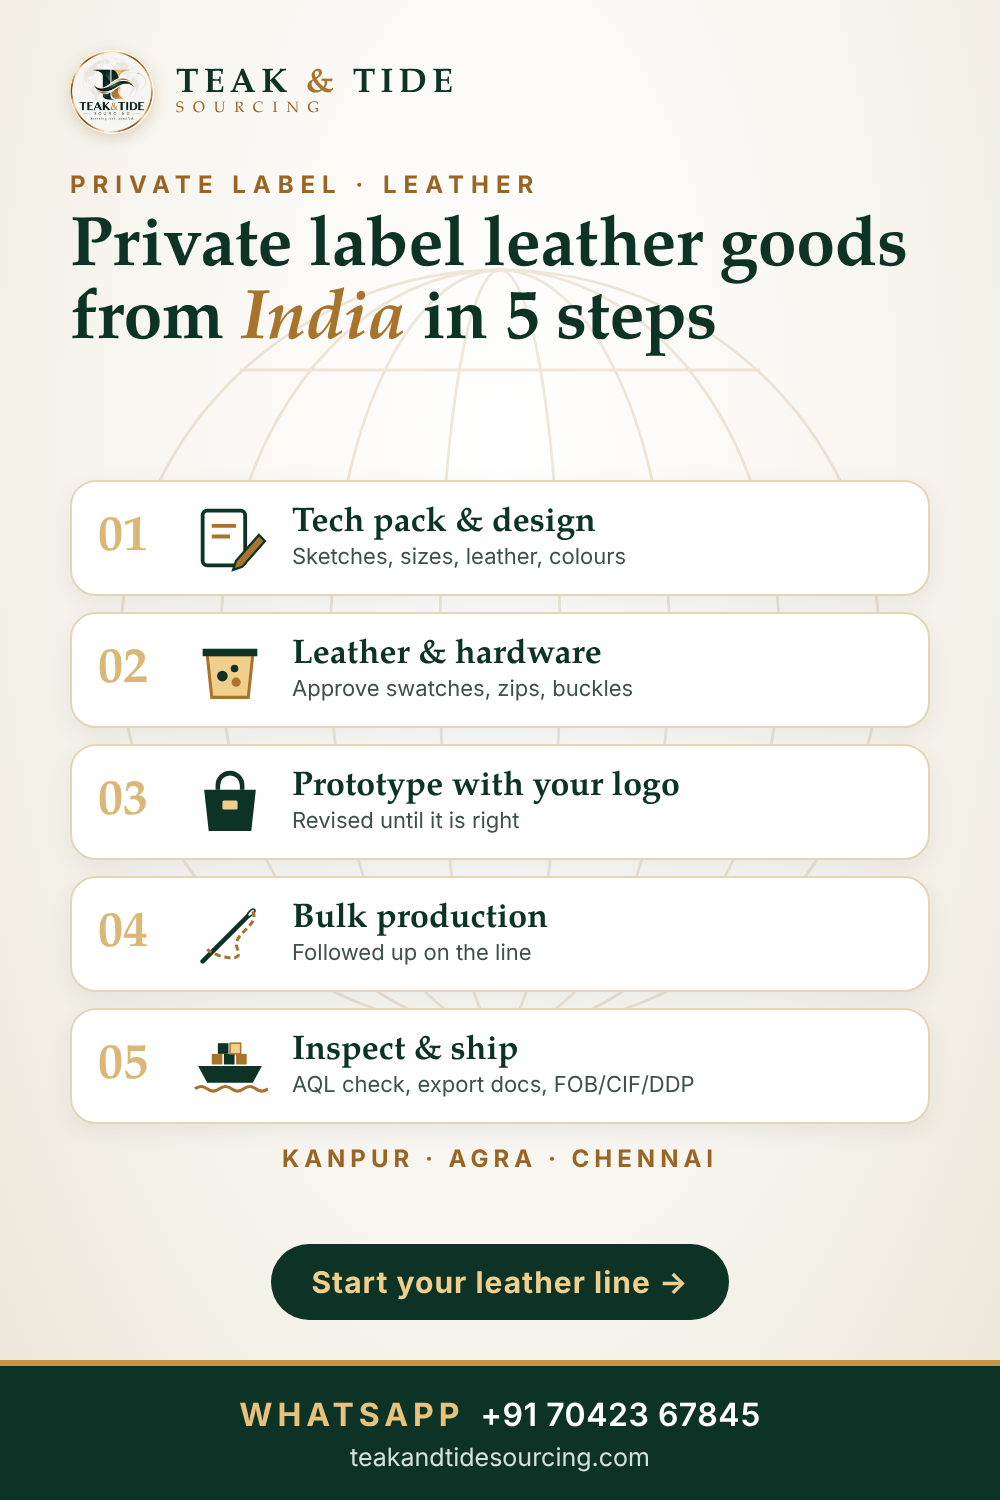 TEAK&TIDE
SOURCING
TEAK & TIDE
SOURCING
PRIVATE LABEL · LEATHER
Private label leather goods
from India in 5 steps
01
Tech pack & design
Sketches, sizes, leather, colours
02
Leather & hardware
Approve swatches, zips, buckles
03
Prototype with your logo
Revised until it is right
04
Bulk production
Followed up on the line
05
Inspect & ship
AQL check, export docs, FOB/CIF/DDP
KANPUR · AGRA · CHENNAI
Start your leather line →
WHATSAPP +91 70423 67845
teakandtidesourcing.com